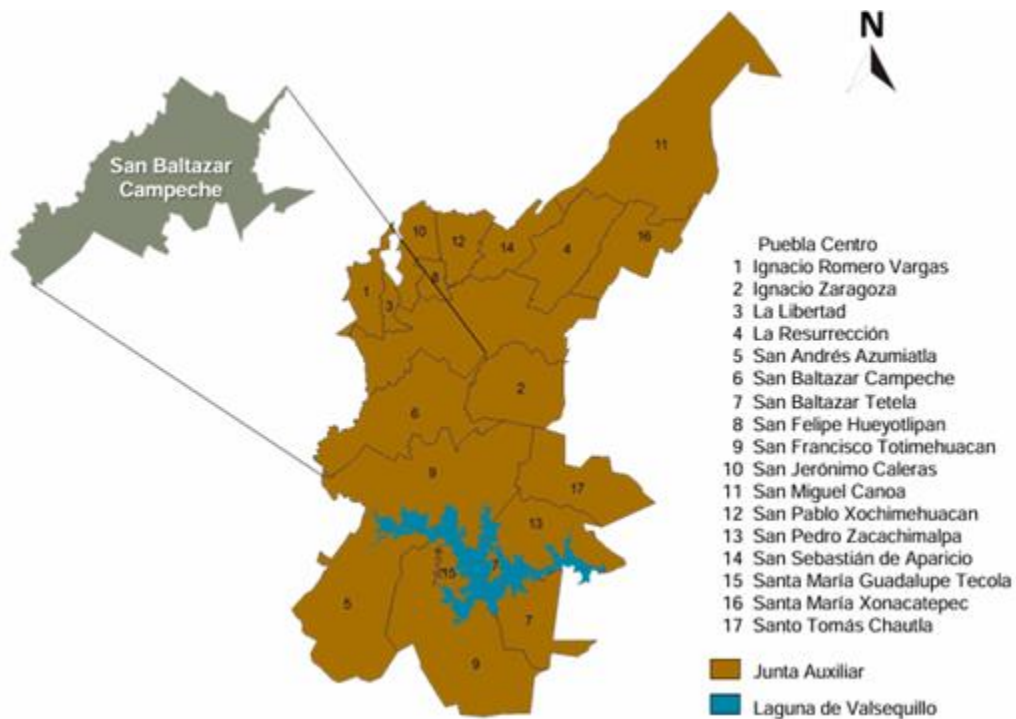 N
San Baltazar
Campeche
11
10
12
14
4
16
8
1
3
2
6
9
17
13
15
7
5
7
9
Puebla Centro
1 Ignacio Romero Vargas
2 Ignacio Zaragoza
3 La Libertad
4 La Resurrección
5 San Andrés Azumiatla
6 San Baltazar Campeche
7 San Baltazar Tetela
8 San Felipe Hueyotlipan
9 San Francisco Totimehuacan
10 San Jerónimo Caleras
11 San Miguel Canoa
12 San Pablo Xochimehuacan
13 San Pedro Zacachimalpa
14 San Sebastián de Aparicio
15 Santa María Guadalupe Tecola
16 Santa María Xonacatepec
17 Santo Tomás Chautla
Junta Auxiliar
Laguna de Valsequillo